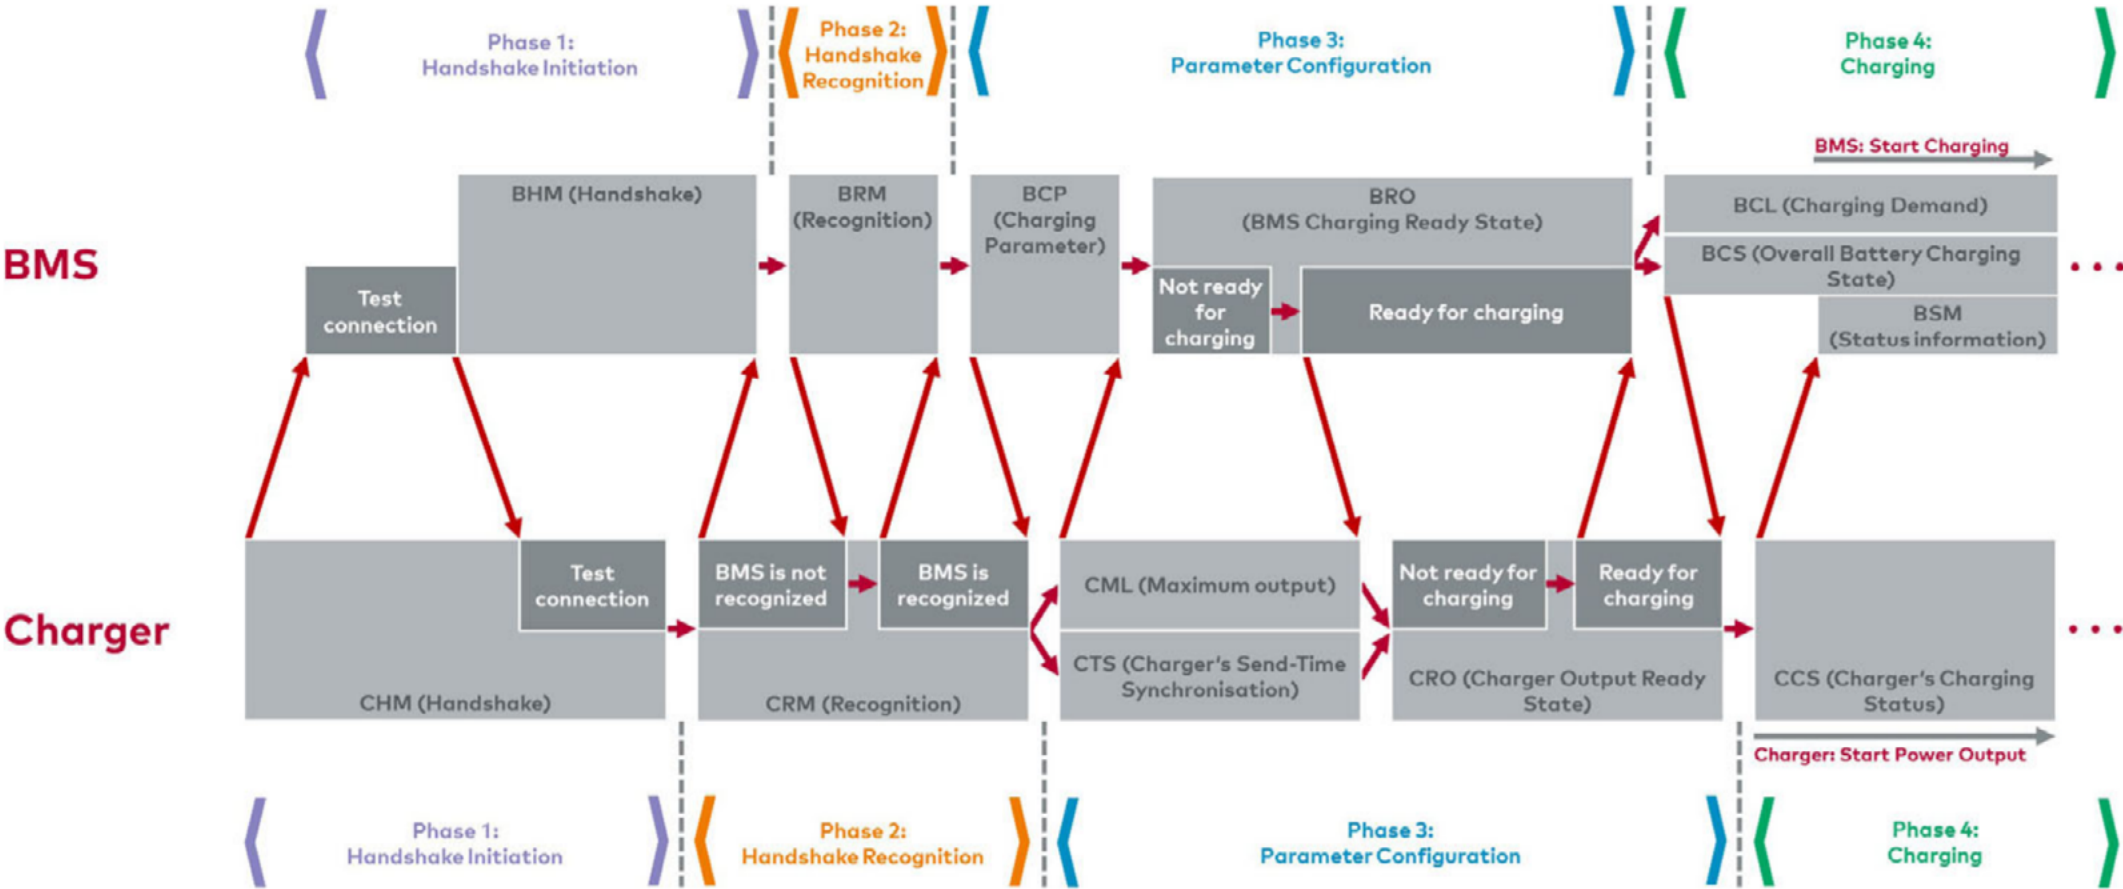 Phase 1:
Handshake Initiation
Phase 2:
Handshake
Recognition
Phase 3:
Parameter Configuration
Phase 4:
Charging
BMS: Start Charging
BMS
Test
connection
BHM (Handshake)
BRM
(Recognition)
BCP
(Charging
Parameter)
BRO
(BMS Charging Ready State)
Not ready
for
charging
Ready for charging
BCL (Charging Demand)
BCS (Overall Battery Charging
State)
BSM
(Status information)
...
Charger
CHM (Handshake)
Test
connection
BMS is not
recognized
BMS is
recognized
CRM (Recognition)
CML (Maximum output)
CTS (Charger's Send-Time
Synchronisation)
Not ready for
charging
Ready for
charging
CRO (Charger Output Ready
State)
CCS (Charger's Charging
Status)
...
Charger: Start Power Output
Phase 1:
Handshake Initiation
Phase 2:
Handshake Recognition
Phase 3:
Parameter Configuration
Phase 4:
Charging